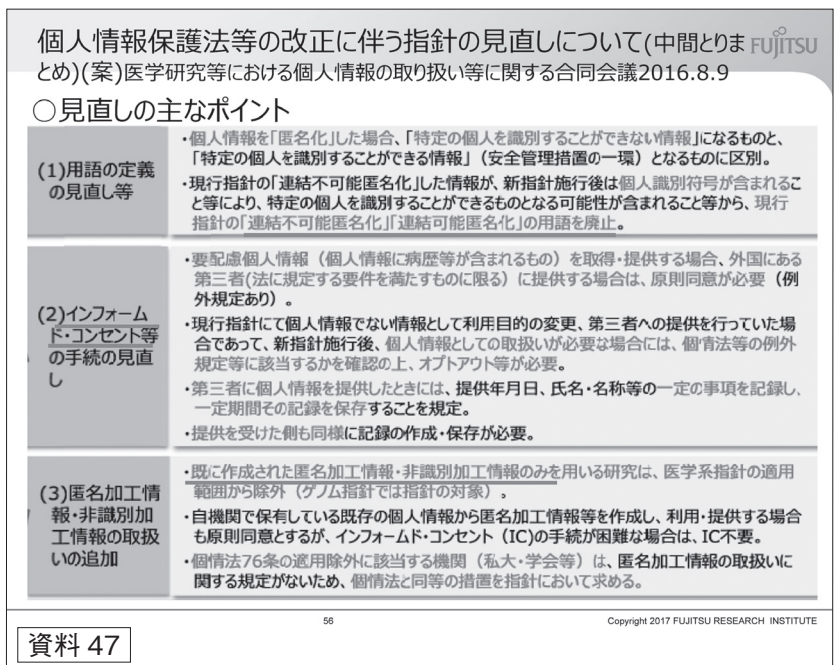 個人情報保護法等の改正に伴う指針の見直しについて(中間とりま
FUJITSU
とめ)(案)医学研究等における個人情報の取り扱い等に関する合同会議2016.8.9
○見直しの主なポイント
(1)用語の定義
の見直し等
・個人情報を「匿名化」した場合、「特定の個人を識別することができない情報」になるものと、
「特定の個人を識別することができる情報」（安全管理措置の一環）となるものに区別。
・現行指針の「連結不可能匿名化」した情報が、新指針施行後は個人識別符号が含まれるこ
と等により、特定の個人を識別することができるものとなる可能性が含まれること等から、現行
指針の「連結不可能匿名化」「連結可能匿名化」の用語を廃止。
(2)インフォーム
ド・コンセント等
の手続の見直
し
・要配慮個人情報（個人情報に病歴等が含まれるもの）を取得・提供する場合、外国にある
第三者(法に規定する要件を満たすものに限る）に提供する場合は、原則同意が必要（例
外規定あり）。
・現行指針にて個人情報でない情報として利用目的の変更、第三者への提供を行っていた場
合であって、新指針施行後、個人情報としての取扱いが必要な場合には、個情法等の例外
規定等に該当するかを確認の上、オプトアウト等が必要。
・第三者に個人情報を提供したときには、提供年月日、氏名・名称等の一定の事項を記録し、
一定期間その記録を保存することを規定。
・提供を受けた側も同様に記録の作成・保存が必要。
(3)匿名加工情
報・非識別加
工情報の取扱
いの追加
・既に作成された匿名加工情報・非識別加工情報のみを用いる研究は、医学系指針の適用
範囲から除外（ゲノム指針では指針の対象）。
・自機関で保有している既存の個人情報から匿名加工情報等を作成し、利用・提供する場合
も原則同意とするが、インフォームド・コンセント（IC)の手続が困難な場合は、IC不要。
・個情法76条の適用除外に該当する機関（私大・学会等）は、匿名加工情報の取扱いに
関する規定がないため、個情法と同等の措置を指針において求める。
56
Copyright 2017 FUJITSU RESEARCH INSTITUTE
資料 47